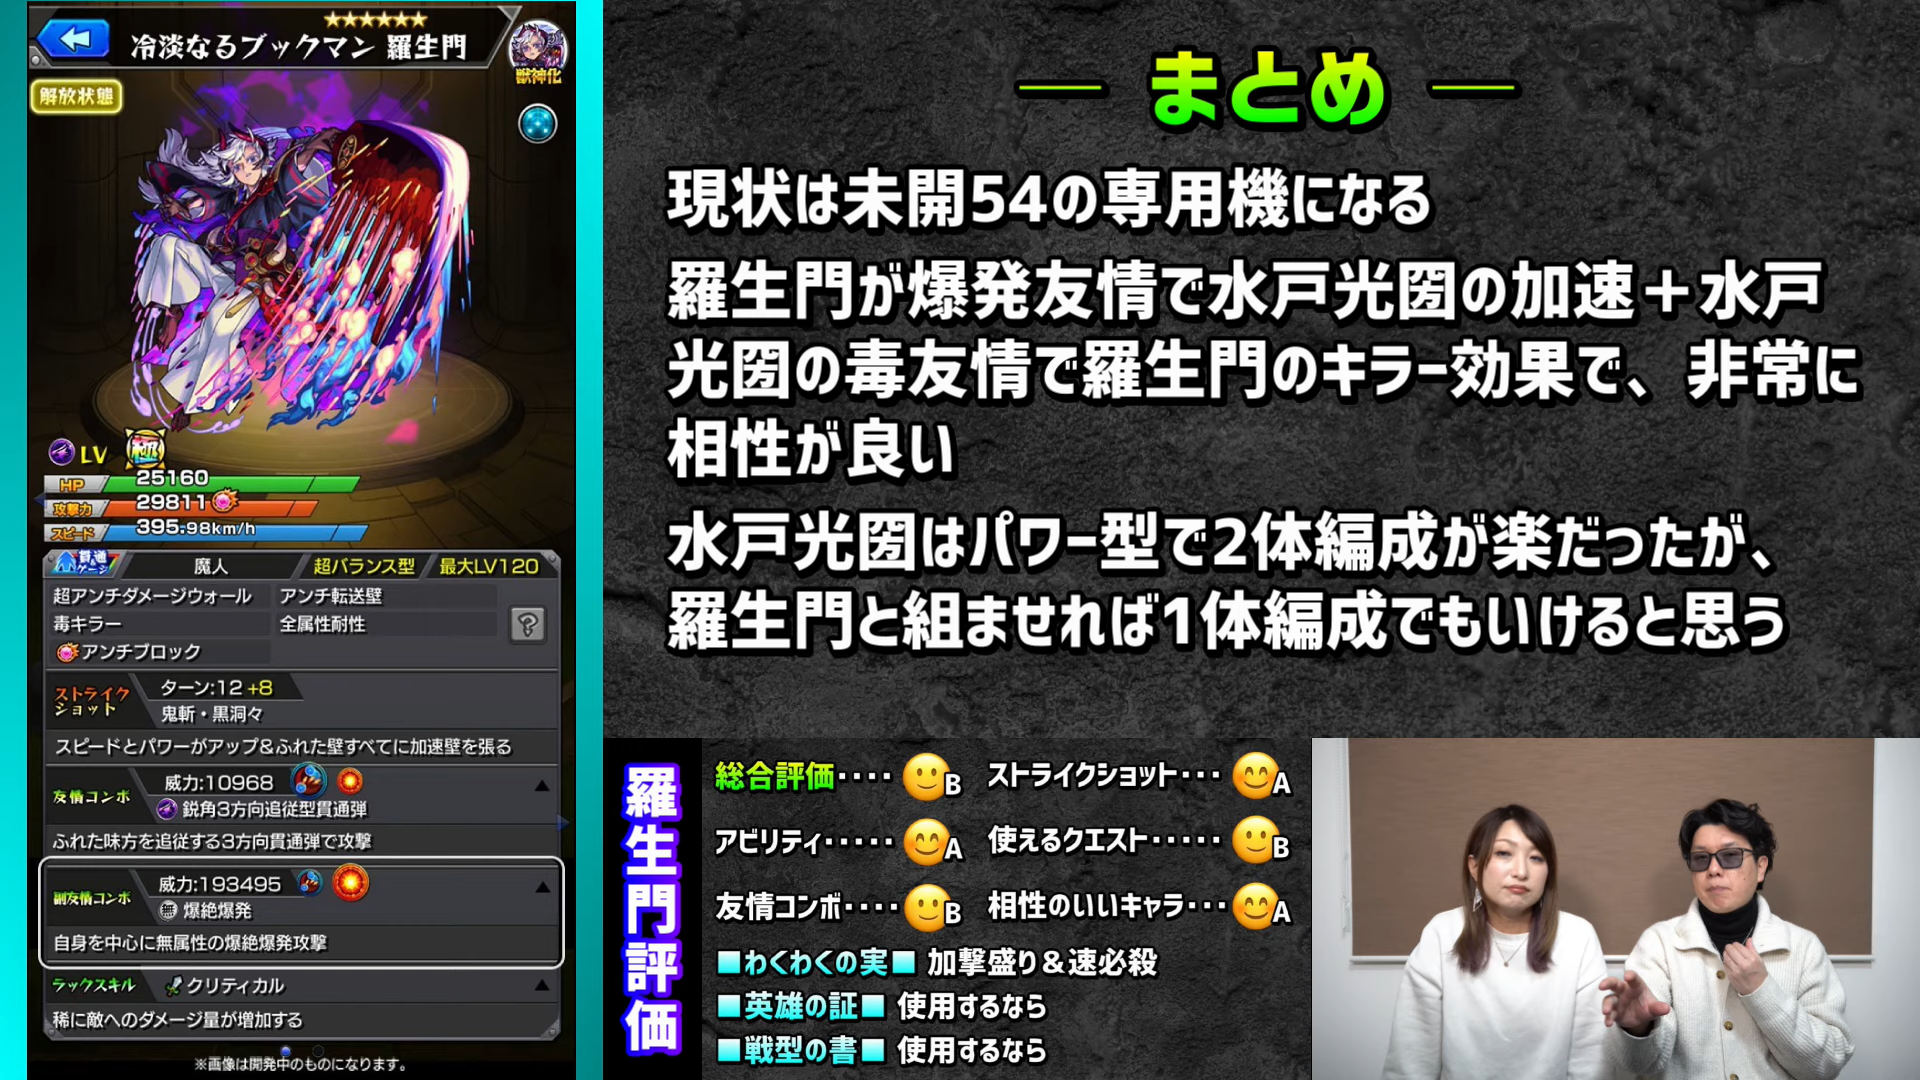 ★★★★★★
冷淡なるブックマン 羅生門
獣神化
解放状態
LV 極
HP 25160
攻撃力 29811
スピード 395.98km/h
貫通 ゲージ 魔人 超バランス型 最大LV120
超アンチダメージウォール アンチ転送壁
毒キラー 全属性耐性
?
アンチブロック
ストライクショット ターン:12+8
鬼斬・黒洞々
スピードとパワーがアップ&ふれた壁すべてに加速壁を張る
友情コンボ 威力:10968
鋭角3方向追従型貫通弾
ふれた味方を追従する3方向貫通弾で攻撃
副友情コンボ 威力:193495
無 爆絶爆発
自身を中心に無属性の爆絶爆発攻撃
ラックスキル クリティカル
稀に敵へのダメージ量が増加する
※画像は開発中のものになります。
― まとめ ―
現状は未開54の専用機になる
羅生門が爆発友情で水戸光圀の加速＋水戸
光圀の毒友情で羅生門のキラー効果で、非常に
相性が良い
水戸光圀はパワー型で2体編成が楽だったが、
羅生門と組ませれば1体編成でもいけると思う
羅生門評価
総合評価････ B ストライクショット･･･ A
アビリティ･････ A 使えるクエスト･････ B
友情コンボ････ B 相性のいいキャラ･･･ A
■わくわくの実■ 加撃盛り＆速必殺
■英雄の証■ 使用するなら
■戦型の書■ 使用するなら